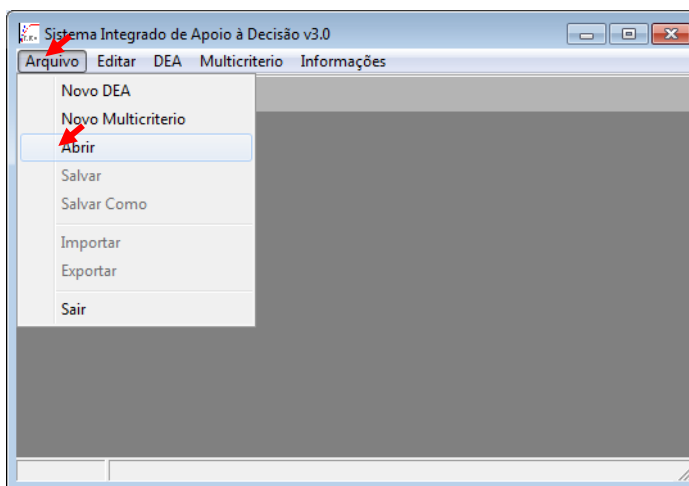 Sistema Integrado de Apoio à Decisão v3.0
Arquivo Editar DEA Multicriterio Informações
Novo DEA
Novo Multicriterio
Abrir
Salvar
Salvar Como
Importar
Exportar
Sair